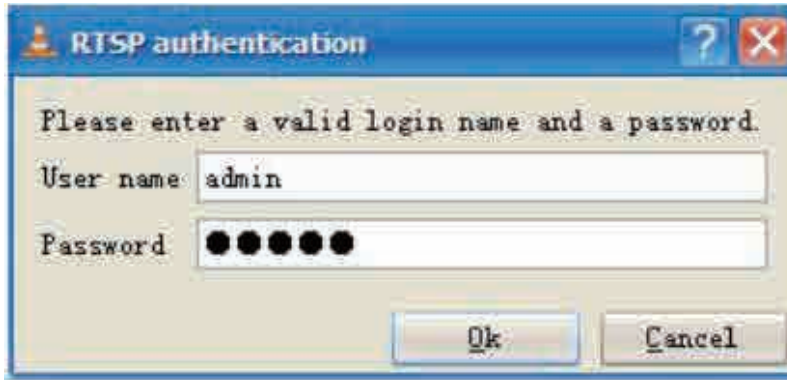 RTSP authentication
Please enter a valid login name and a password.
User name admin
Password ●●●●●
Ok Cancel